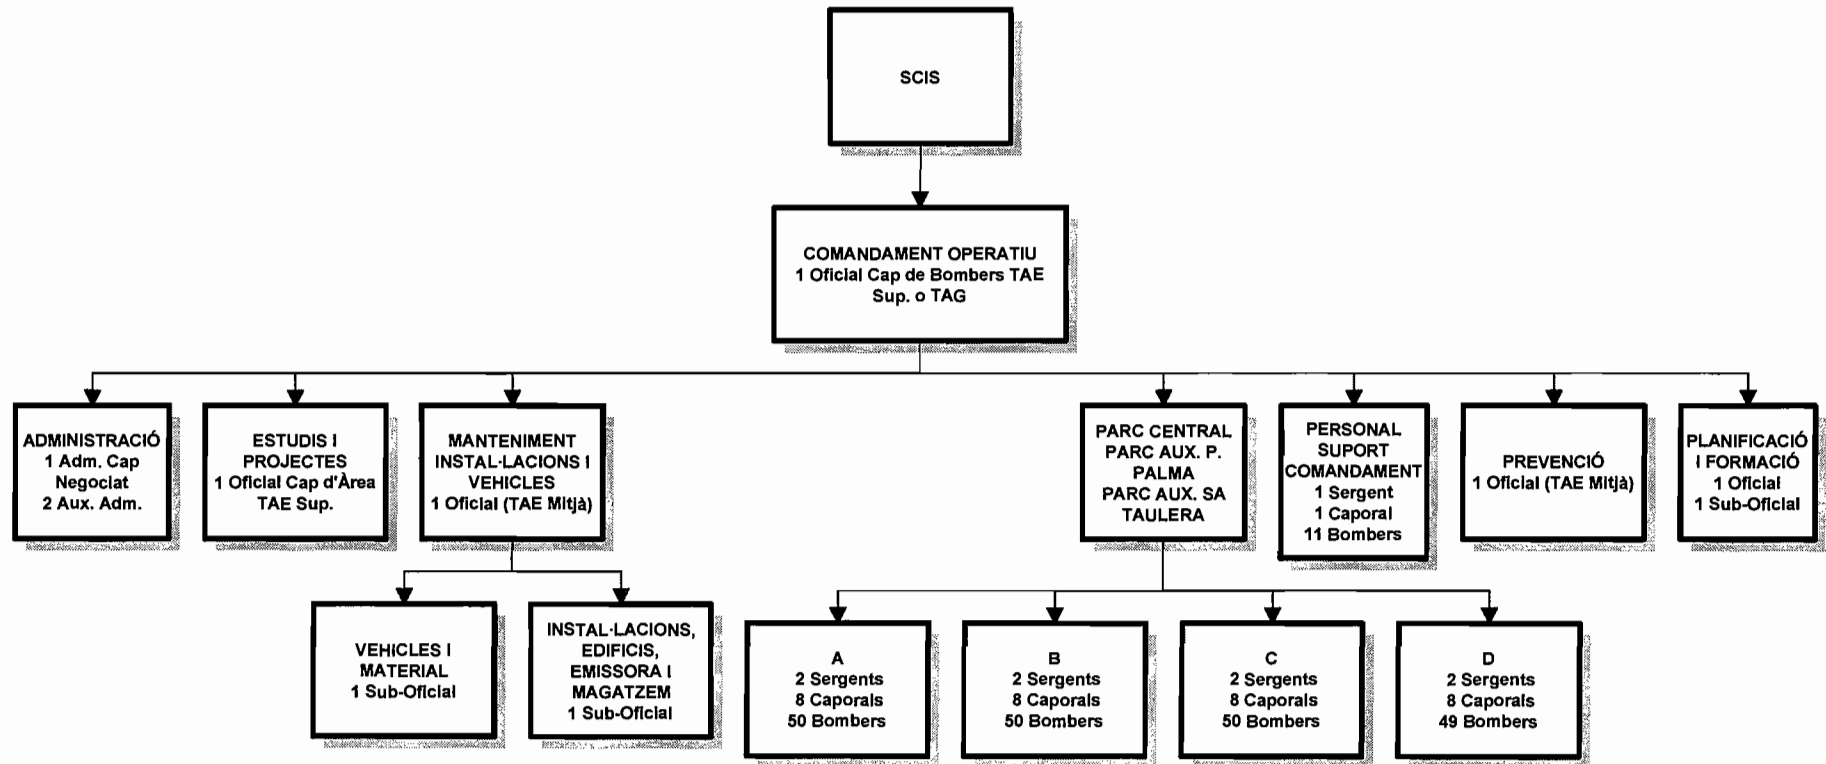 SCIS
COMANDAMENT OPERATIU
1 Oficial Cap de Bombers TAE
Sup. o TAG
ADMINISTRACIÓ
1 Adm. Cap
Negociat
2 Aux. Adm.
ESTUDIS I
PROJECTES
1 Oficial Cap d'Àrea
TAE Sup.
MANTENIMENT
INSTAL·LACIONS I
VEHICLES
1 Oficial (TAE Mitjà)
PARC CENTRAL
PARC AUX. P.
PALMA
PARC AUX. SA
TAULERA
PERSONAL
SUPORT
COMANDAMENT
1 Sergent
1 Caporal
11 Bombers
PREVENCIÓ
1 Oficial (TAE Mitjà)
PLANIFICACIÓ
I FORMACIÓ
1 Oficial
1 Sub-Oficial
VEHICLES I
MATERIAL
1 Sub-Oficial
INSTAL·LACIONS,
EDIFICIS,
EMISSORA I
MAGATZEM
1 Sub-Oficial
A
2 Sergents
8 Caporals
50 Bombers
B
2 Sergents
8 Caporals
50 Bombers
C
2 Sergents
8 Caporals
50 Bombers
D
2 Sergents
8 Caporals
49 Bombers